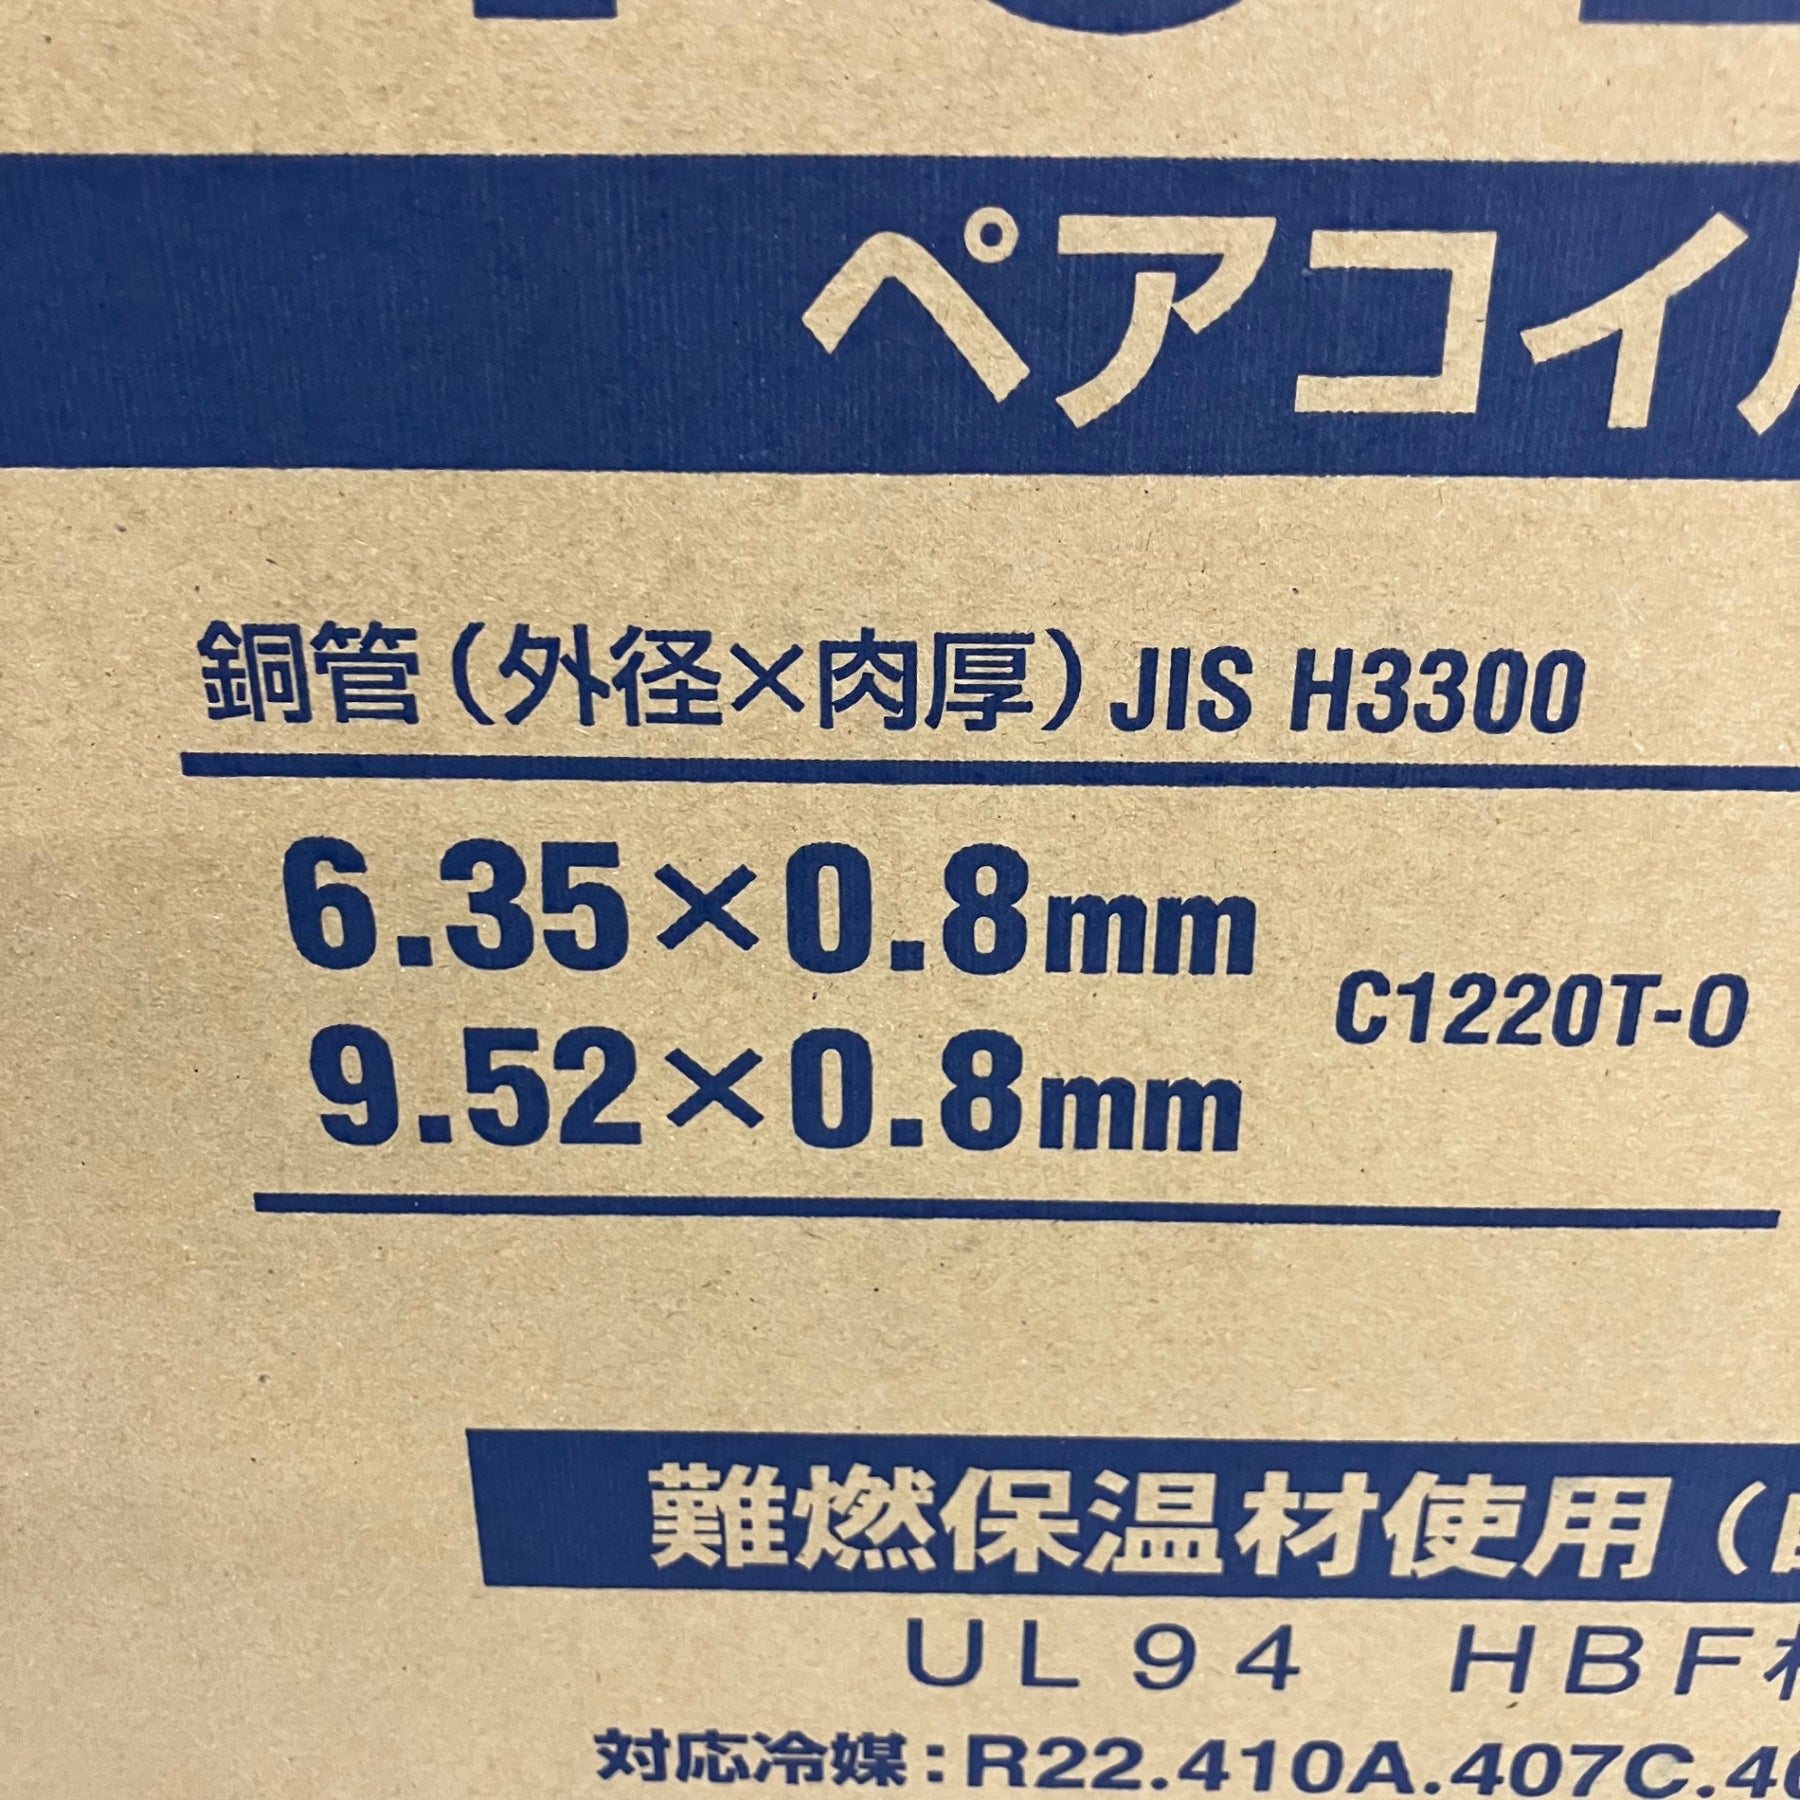 ペアコイル
銅管（外径×肉厚）JIS H3300
6.35×0.8mm
C1220T-O
9.52×0.8mm
難燃保温材使用（
UL94 HBF
対応冷媒：R22.410A.407C.